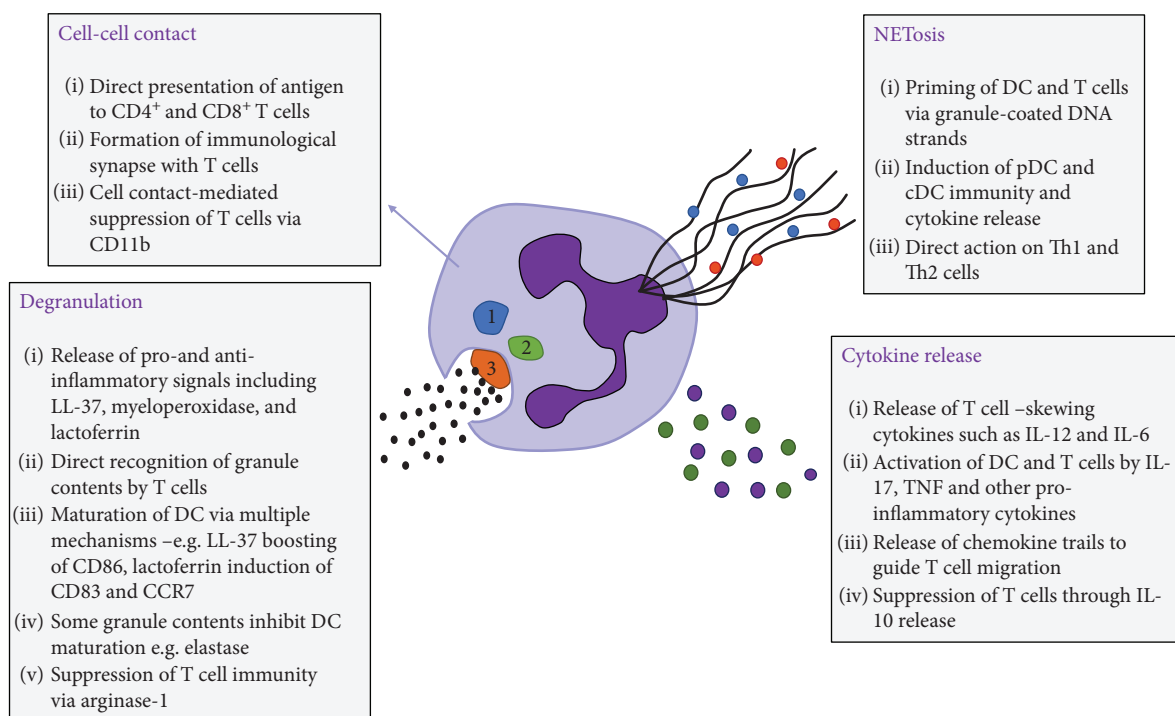 Cell-cell contact
(i) Direct presentation of antigen
to CD4⁺ and CD8⁺ T cells
(ii) Formation of immunological
synapse with T cells
(iii) Cell contact-mediated
suppression of T cells via
CD11b
Degranulation
(i) Release of pro-and anti-
inflammatory signals including
LL-37, myeloperoxidase, and
lactoferrin
(ii) Direct recognition of granule
contents by T cells
(iii) Maturation of DC via multiple
mechanisms –e.g. LL-37 boosting
of CD86, lactoferrin induction of
CD83 and CCR7
(iv) Some granule contents inhibit DC
maturation e.g. elastase
(v) Suppression of T cell immunity
via arginase-1
1
2
3
NETosis
(i) Priming of DC and T cells
via granule-coated DNA
strands
(ii) Induction of pDC and
cDC immunity and
cytokine release
(iii) Direct action on Th1 and
Th2 cells
Cytokine release
(i) Release of T cell –skewing
cytokines such as IL-12 and IL-6
(ii) Activation of DC and T cells by IL-
17, TNF and other pro-
inflammatory cytokines
(iii) Release of chemokine trails to
guide T cell migration
(iv) Suppression of T cells through IL-
10 release